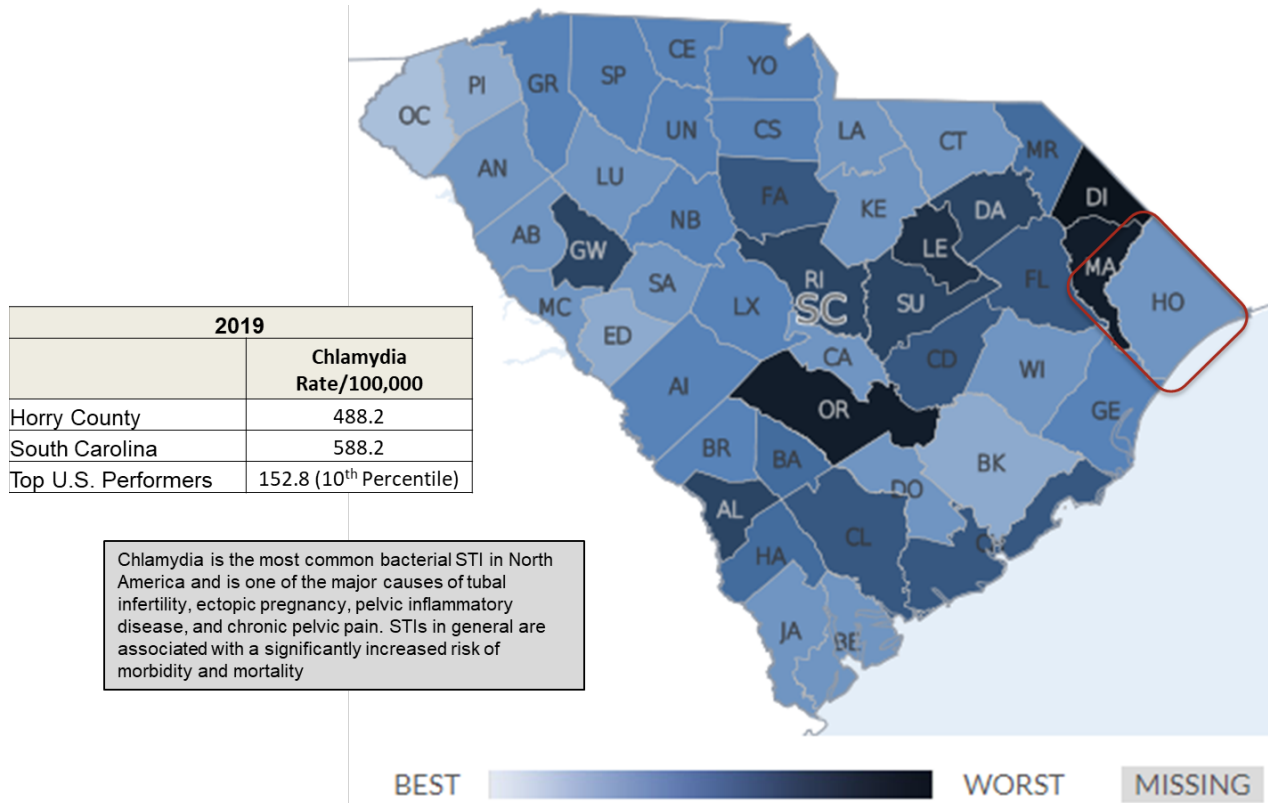 2019
Chlamydia
Rate/100,000
Horry County 488.2
South Carolina 588.2
Top U.S. Performers 152.8 (10th Percentile)
Chlamydia is the most common bacterial STI in North
America and is one of the major causes of tubal
infertility, ectopic pregnancy, pelvic inflammatory
disease, and chronic pelvic pain. STIs in general are
associated with a significantly increased risk of
morbidity and mortality
CE
YO
SP
GR
PI
OC
UN
CS
LA
CT
MR
AN
LU
FA
KE
DA
DI
NB
AB
GW
LE
MA
RI
SC
SU
FL
HO
SA
MC
LX
ED
CA
CD
WI
AI
OR
GE
BR
BA
BK
DO
AL
CL
HA
JA
BE
BEST
WORST
MISSING